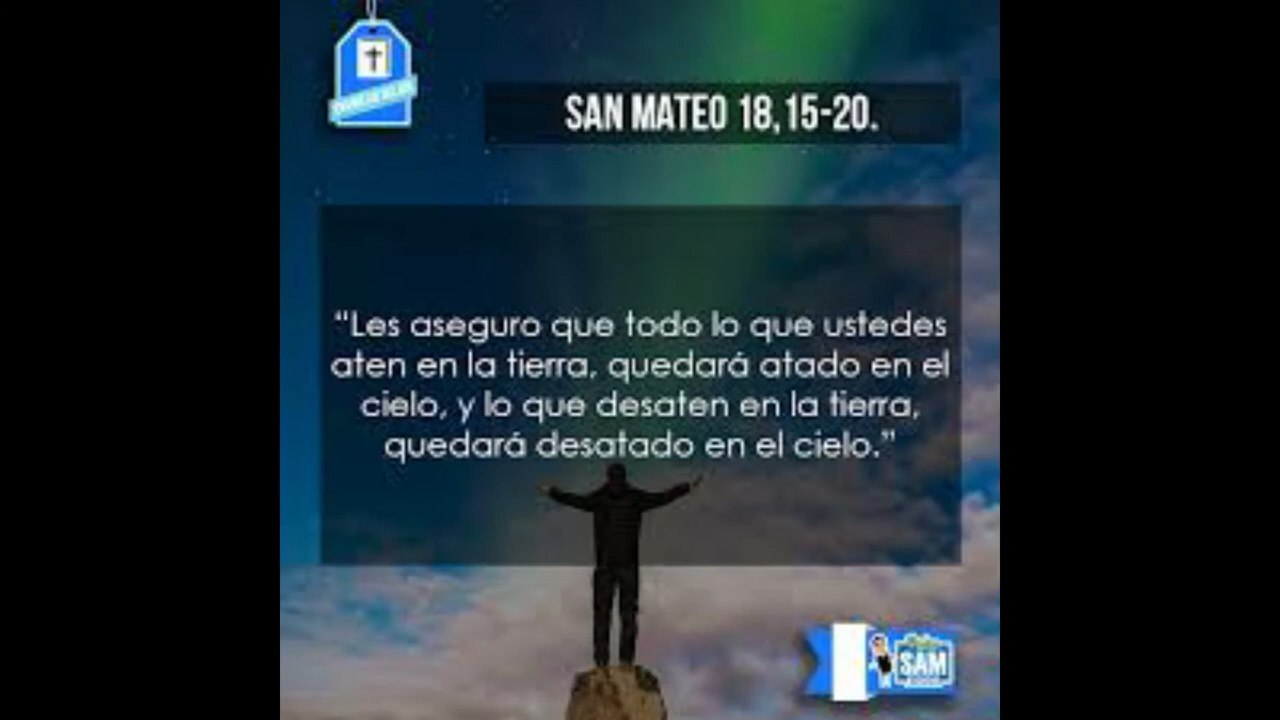 SAN MATEO 18,15-20.
“Les aseguro que todo lo que ustedes
aten en la tierra, quedará atado en el
cielo, y lo que desaten en la tierra,
quedará desatado en el cielo.”
SAM